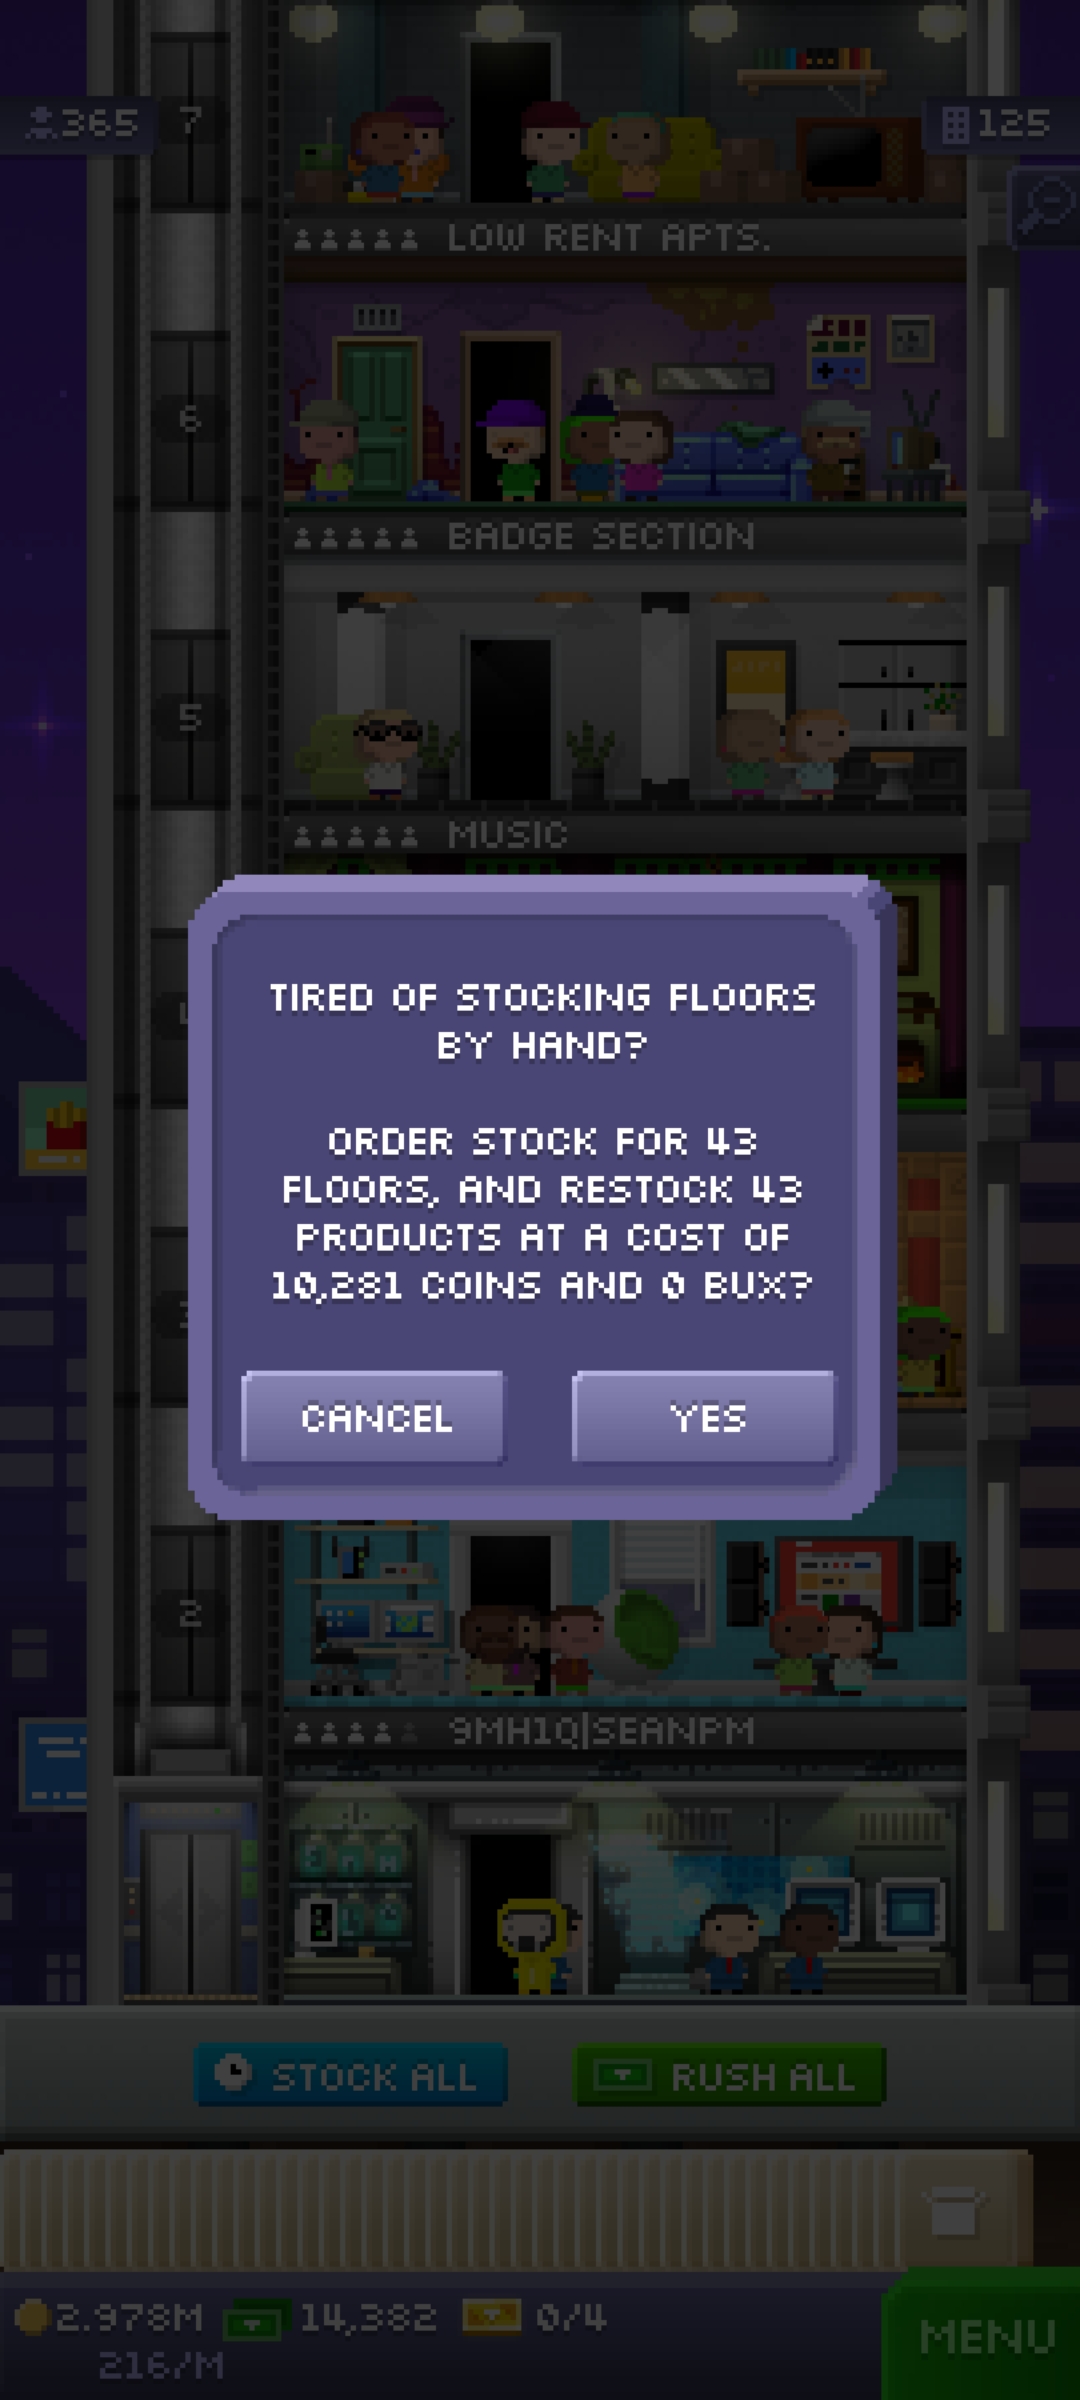 365
7
125
LOW RENT APTS.
6
BADGE SECTION
5
MUSIC
TIRED OF STOCKING FLOORS
BY HAND?
ORDER STOCK FOR 43
FLOORS, AND RESTOCK 43
PRODUCTS AT A COST OF
10,281 COINS AND 0 BUX?
CANCEL
YES
2
9MH1Q|SEANPM
STOCK ALL
RUSH ALL
2.978M
14,382
0/4
216/M
MENU